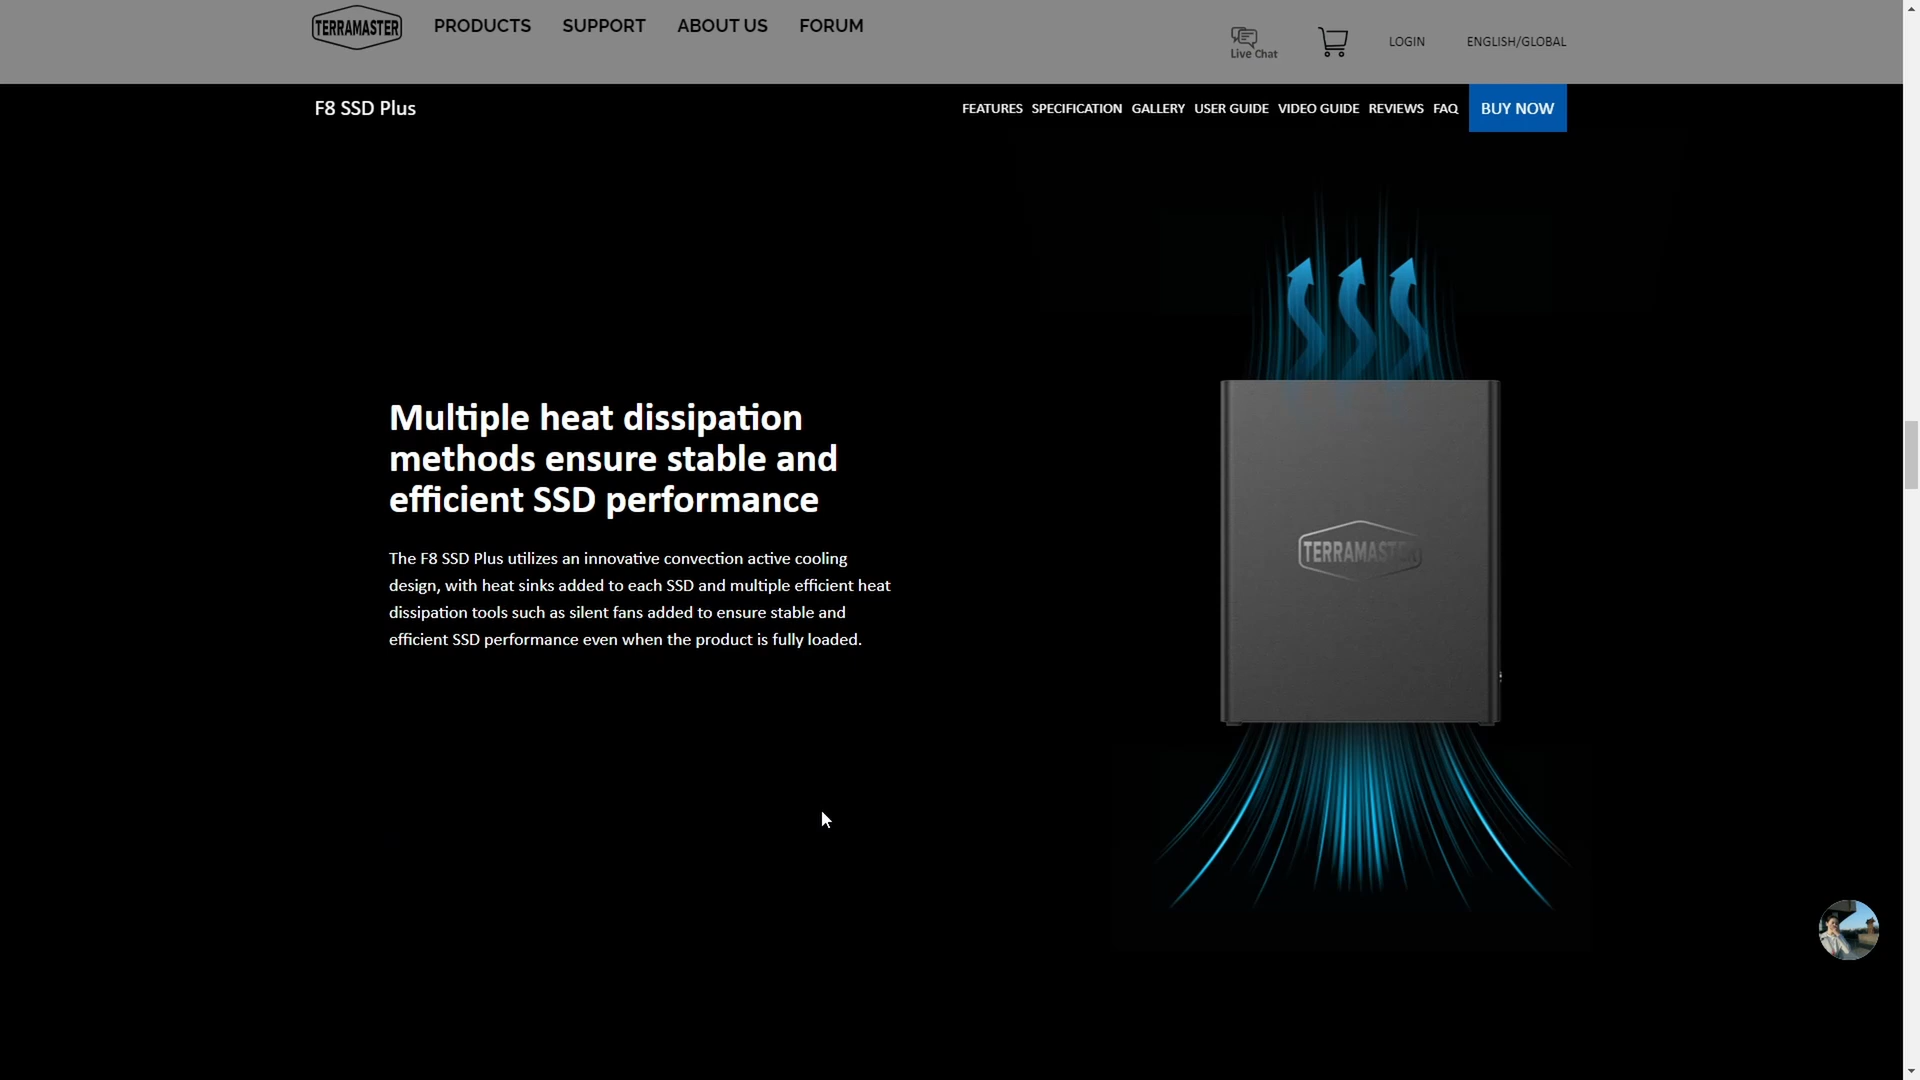 TERRAMASTER
PRODUCTS SUPPORT ABOUT US FORUM
Live Chat
LOGIN
ENGLISH/GLOBAL
F8 SSD Plus
FEATURES SPECIFICATION GALLERY USER GUIDE VIDEO GUIDE REVIEWS FAQ BUY NOW
Multiple heat dissipation
methods ensure stable and
efficient SSD performance
The F8 SSD Plus utilizes an innovative convection active cooling
design, with heat sinks added to each SSD and multiple efficient heat
dissipation tools such as silent fans added to ensure stable and
efficient SSD performance even when the product is fully loaded.
TERRAMASTER